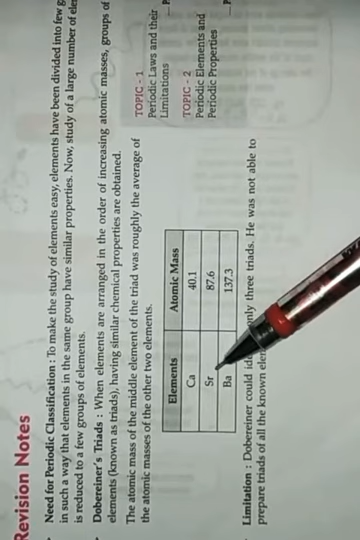 Revision Notes
Need for Periodic Classification : To make the study of elements easy, elements have been divided into few
in such a way that elements in the same group have similar properties. Now, study of a large number of
is reduced to a few groups of elements.
Dobereiner's Triads : When elements are arranged in the order of increasing atomic masses, groups of
elements (known as triads), having similar chemical properties are obtained.
The atomic mass of the middle element of the triad was roughly the average of
the atomic masses of the other two elements.
Elements Atomic Mass
Ca 40.1
Sr 87.6
Ba 137.3
Limitation : Dobereiner could only three triads. He was not able to
prepare triads of all the known
TOPIC - 1
Periodic Laws and their
Limitations
TOPIC - 2
Periodic Elements and
Periodic Properties